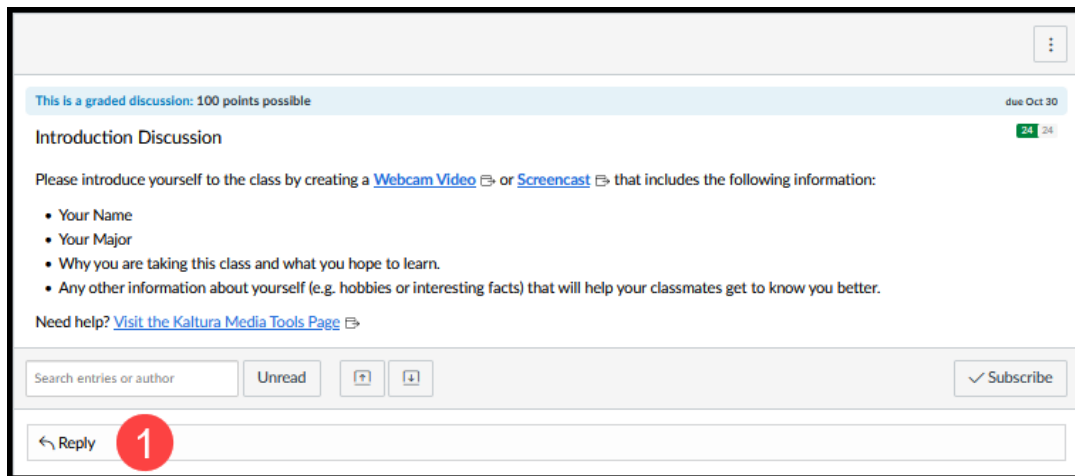 This is a graded discussion: 100 points possible due Oct 30
Introduction Discussion 24 24
Please introduce yourself to the class by creating a Webcam Video or Screencast that includes the following information:
• Your Name
• Your Major
• Why you are taking this class and what you hope to learn.
• Any other information about yourself (e.g. hobbies or interesting facts) that will help your classmates get to know you better.
Need help? Visit the Kaltura Media Tools Page
Search entries or author Unread Subscribe
Reply 1